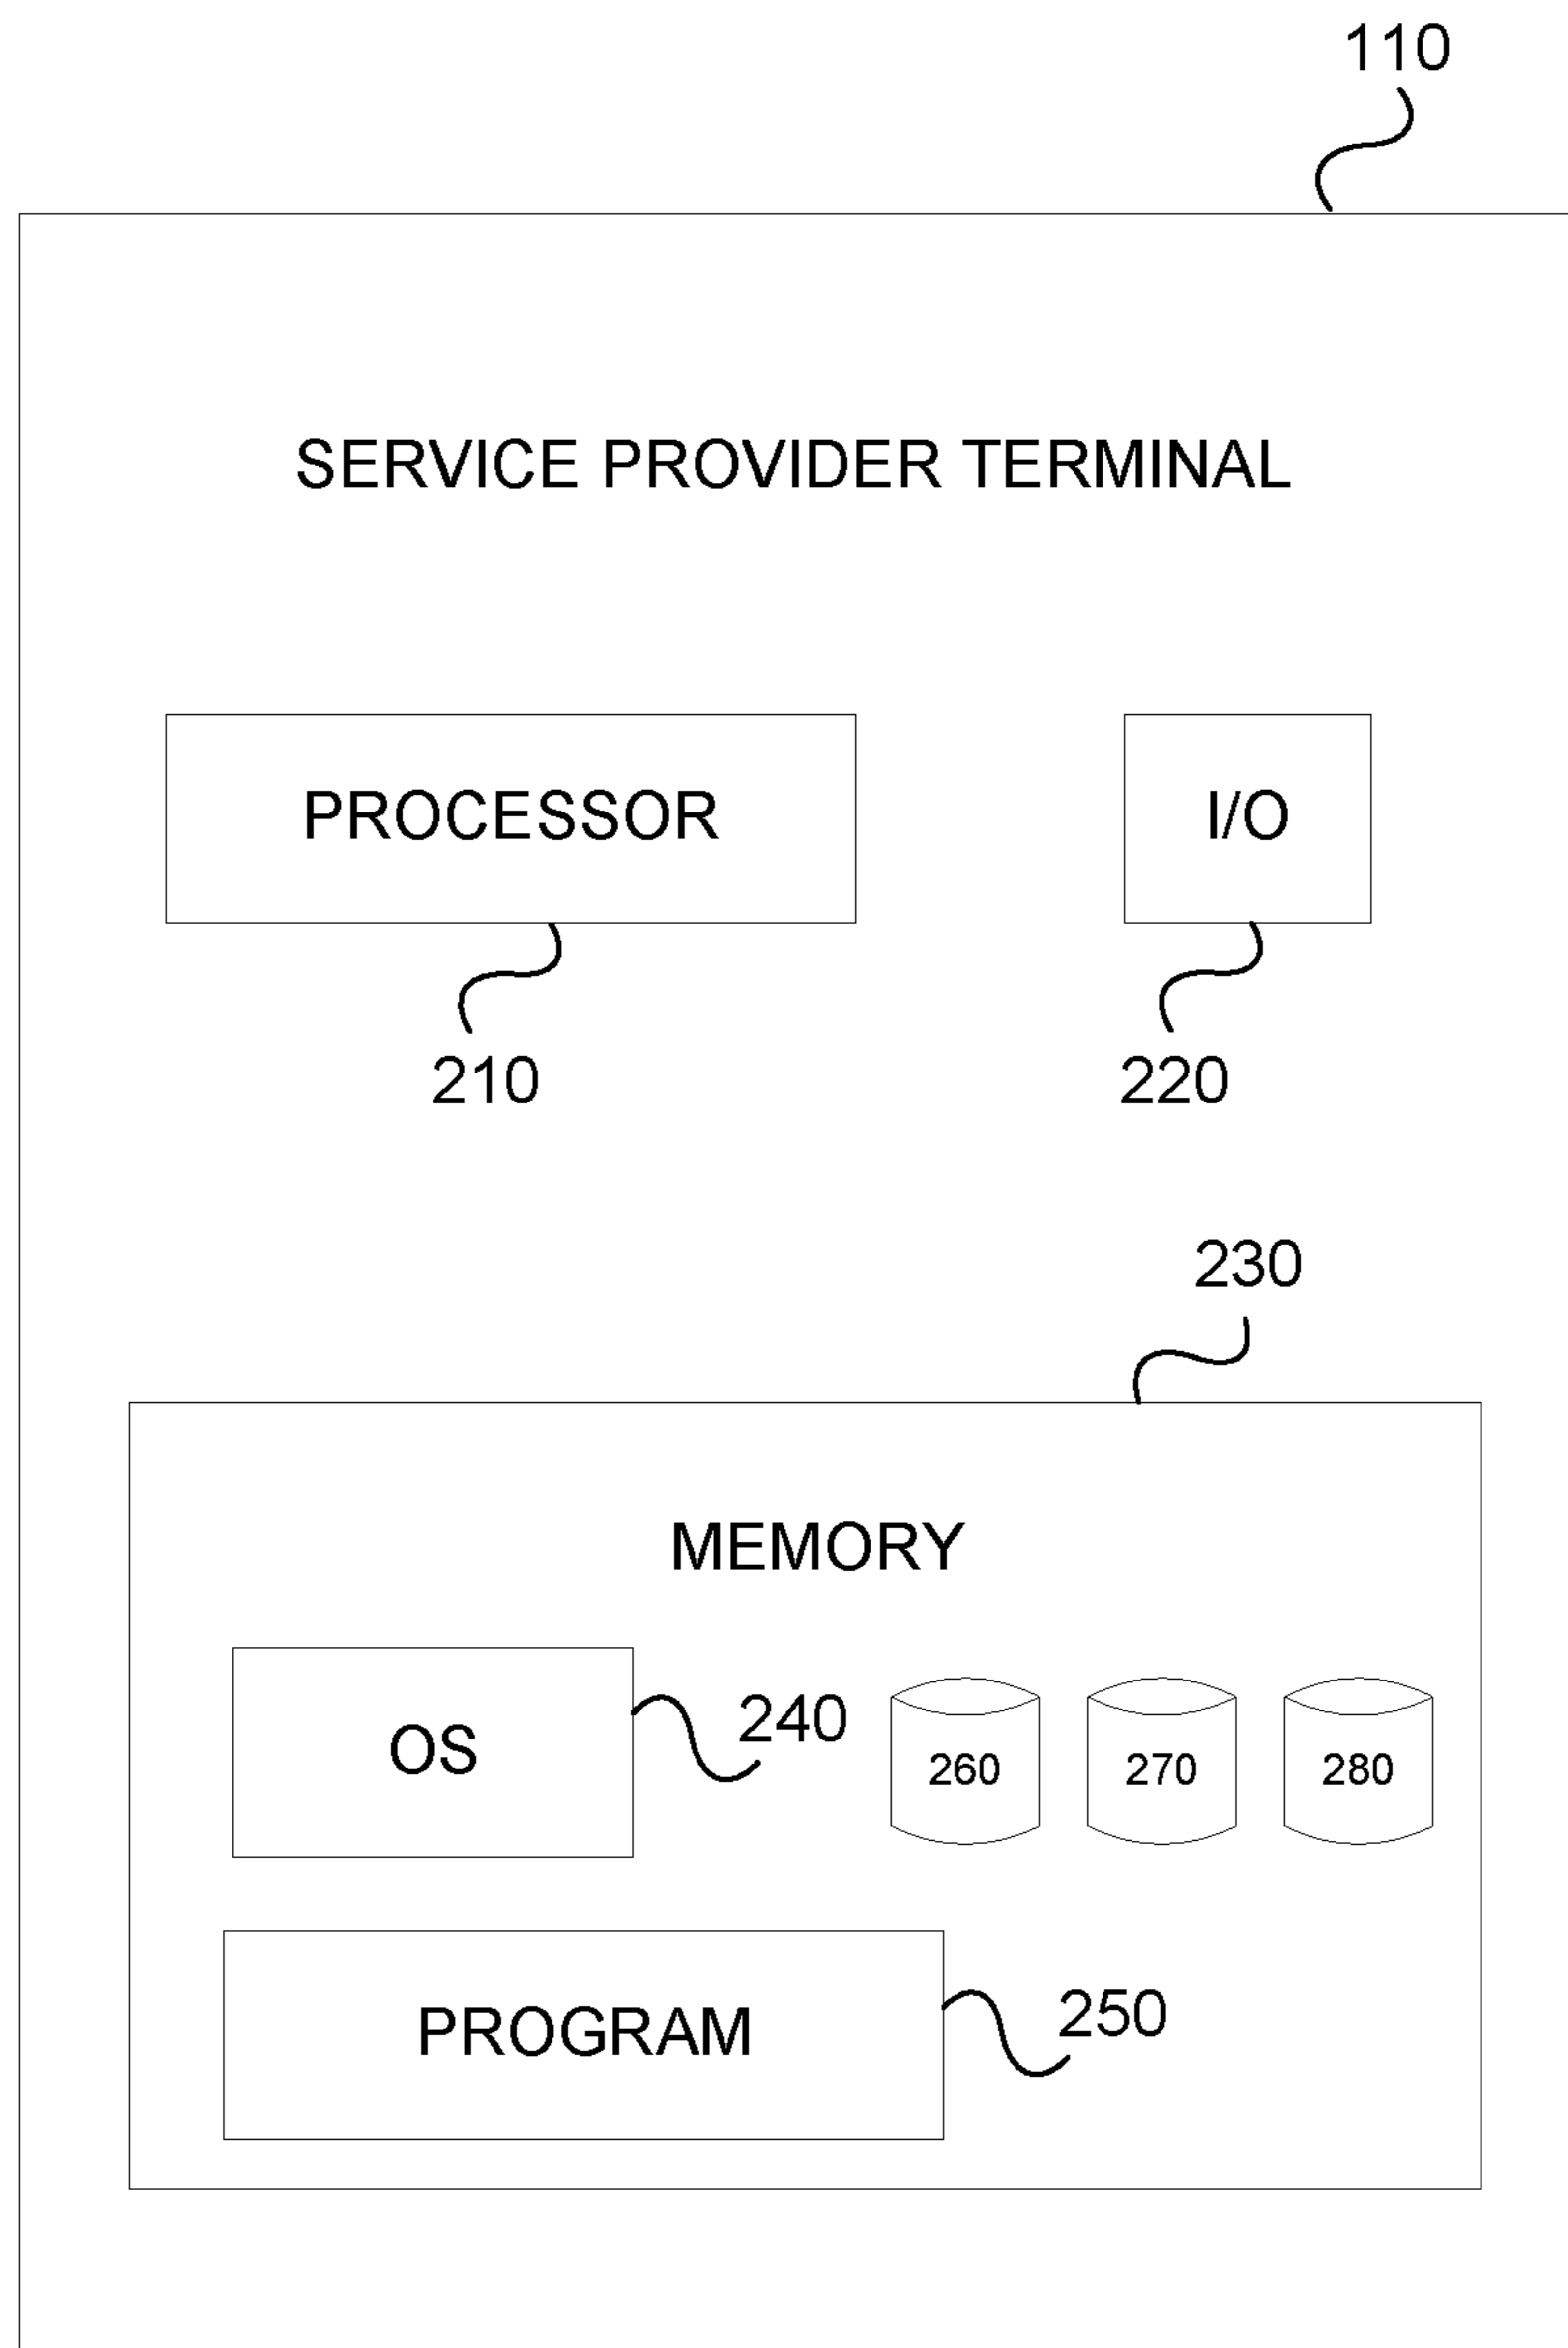 110
SERVICE PROVIDER TERMINAL
PROCESSOR
I/O
210
220
230
MEMORY
OS
240
260
270
280
PROGRAM
250